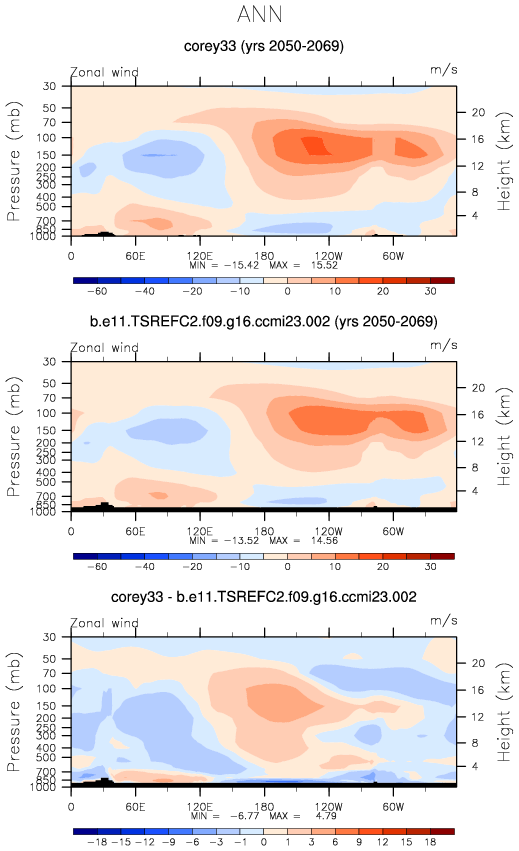 ANN
corey33 (yrs 2050-2069)
Zonal wind m/s
30
50
70
100
150
200
250
300
400
500
700
850
1000
Pressure (mb)
20
16
12
8
4
Height (km)
0 60E 120E 180 120W 60W
MIN = -15.42 MAX = 15.52
-60 -40 -20 -10 0 10 20 30
b.e11.TSREFC2.f09.g16.ccmi23.002 (yrs 2050-2069)
Zonal wind m/s
30
50
70
100
150
200
250
300
400
500
700
850
1000
Pressure (mb)
20
16
12
8
4
Height (km)
0 60E 120E 180 120W 60W
MIN = -13.52 MAX = 14.56
-60 -40 -20 -10 0 10 20 30
corey33 - b.e11.TSREFC2.f09.g16.ccmi23.002
Zonal wind m/s
30
50
70
100
150
200
250
300
400
500
700
850
1000
Pressure (mb)
20
16
12
8
4
Height (km)
0 60E 120E 180 120W 60W
MIN = -6.77 MAX = 4.79
-18 -15 -12 -9 -6 -3 -1 0 1 3 6 9 12 15 18